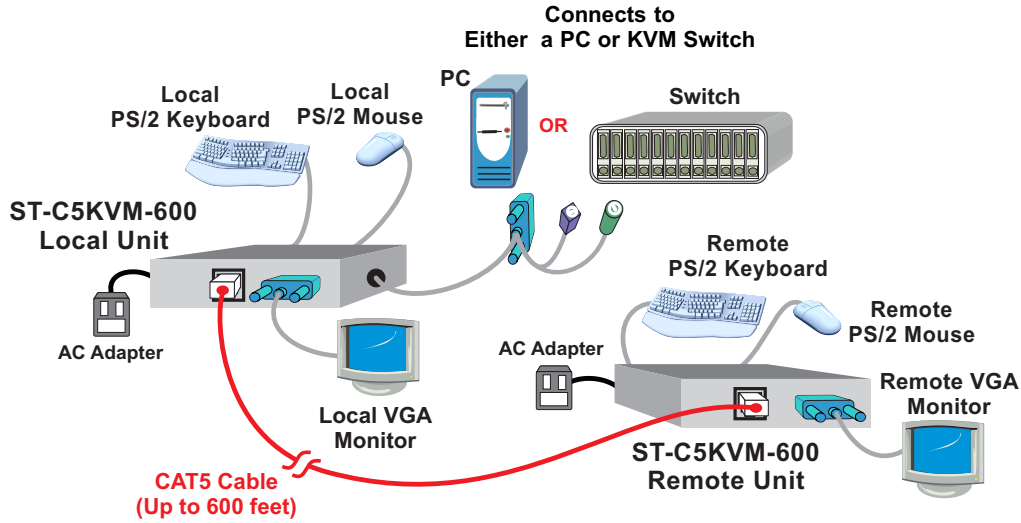 Connects to
Either a PC or KVM Switch
PC
OR
Switch
Local
PS/2 Keyboard
Local
PS/2 Mouse
ST-C5KVM-600
Local Unit
AC Adapter
Local VGA
Monitor
CAT5 Cable
(Up to 600 feet)
Remote
PS/2 Keyboard
Remote
PS/2 Mouse
AC Adapter
Remote VGA
Monitor
ST-C5KVM-600
Remote Unit